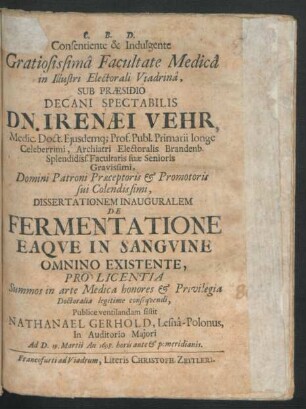 C. B. D.
Consentiente & Indulgente
Gratiosissimâ Facultate Medicâ
in Illustri Electorali Viadrinâ,
SUB PRÆSIDIO
DECANI SPECTABILIS
DN. IRENÆI VEHR,
Medic. Doct. Ejusdemq; Prof. Publ. Primarii longe
Celeberrimi, Archiatri Electoralis Brandenb.
Splendidiss. Facultatis suæ Senioris
Gravissimi,
Domini Patroni Præceptoris & Promotoris
sui Colendissimi,
DISSERTATIONEM INAUGURALEM
DE
FERMENTATIONE
EAQVE IN SANGVINE
OMNINO EXISTENTE,
PRO LICENTIA
Summos in arte Medica honores & Privilegia
Doctoralia legitime consequendi,
Publice ventilandam sistit
NATHANAEL GERHOLD, Lesnâ-Polonus,
In Auditorio Majori
Ad D. Martii An horis ante & pomeridianis.
Francofurti ad Viadrum, Literis CHRISTOPH. ZEITLERI.